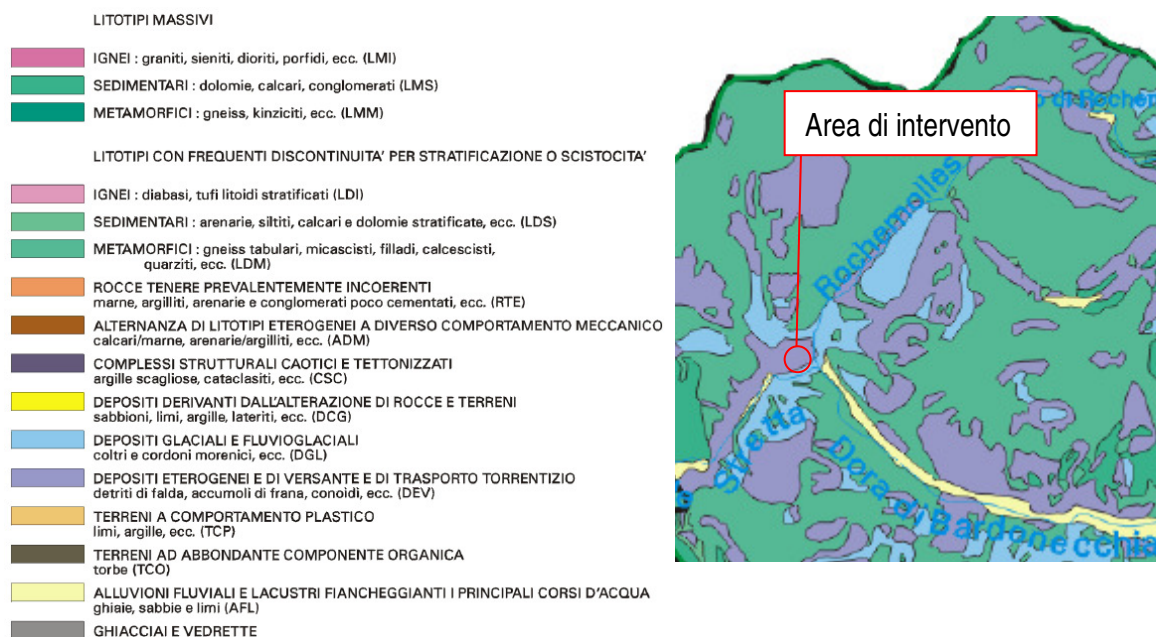 LITOTIPI MASSIVI
IGNEI : graniti, sieniti, dioriti, porfidi, ecc. (LMI)
SEDIMENTARI : dolomie, calcari, conglomerati (LMS)
METAMORFICI : gneiss, kinziciti, ecc. (LMM)
LITOTIPI CON FREQUENTI DISCONTINUITA' PER STRATIFICAZIONE O SCISTOCITA'
IGNEI : diabasi, tufi litoidi stratificati (LDI)
SEDIMENTARI : arenarie, siltiti, calcari e dolomie stratificate, ecc. (LDS)
METAMORFICI : gneiss tabulari, micascisti, filladi, calcescisti,
quarziti, ecc. (LDM)
ROCCE TENERE PREVALENTEMENTE INCOERENTI
marne, argilliti, arenarie e conglomerati poco cementati, ecc. (RTE)
ALTERNANZA DI LITOTIPI ETEROGENEI A DIVERSO COMPORTAMENTO MECCANICO
calcari/marne, arenarie/argilliti, ecc. (ADM)
COMPLESSI STRUTTURALI CAOTICI E TETTONIZZATI
argille scagliose, cataclasiti, ecc. (CSC)
DEPOSITI DERIVANTI DALL'ALTERAZIONE DI ROCCE E TERRENI
sabbioni, limi, argille, lateriti, ecc. (DCG)
DEPOSITI GLACIALI E FLUVIOGLACIALI
coltri e cordoni morenici, ecc. (DGL)
DEPOSITI ETEROGENEI E DI VERSANTE E DI TRASPORTO TORRENTIZIO
detriti di falda, accumoli di frana, conoidi, ecc. (DEV)
TERRENI A COMPORTAMENTO PLASTICO
limi, argille, ecc. (TCP)
TERRENI AD ABBONDANTE COMPONENTE ORGANICA
torbe (TCO)
ALLUVIONI FLUVIALI E LACUSTRI FIANCHEGGIANTI I PRINCIPALI CORSI D'ACQUA
ghiaie, sabbie e limi (AFL)
GHIACCIAI E VEDRETTE
o di Rochem
Area di intervento
Rochemolles
Stretta
Dora di Bardonecchia